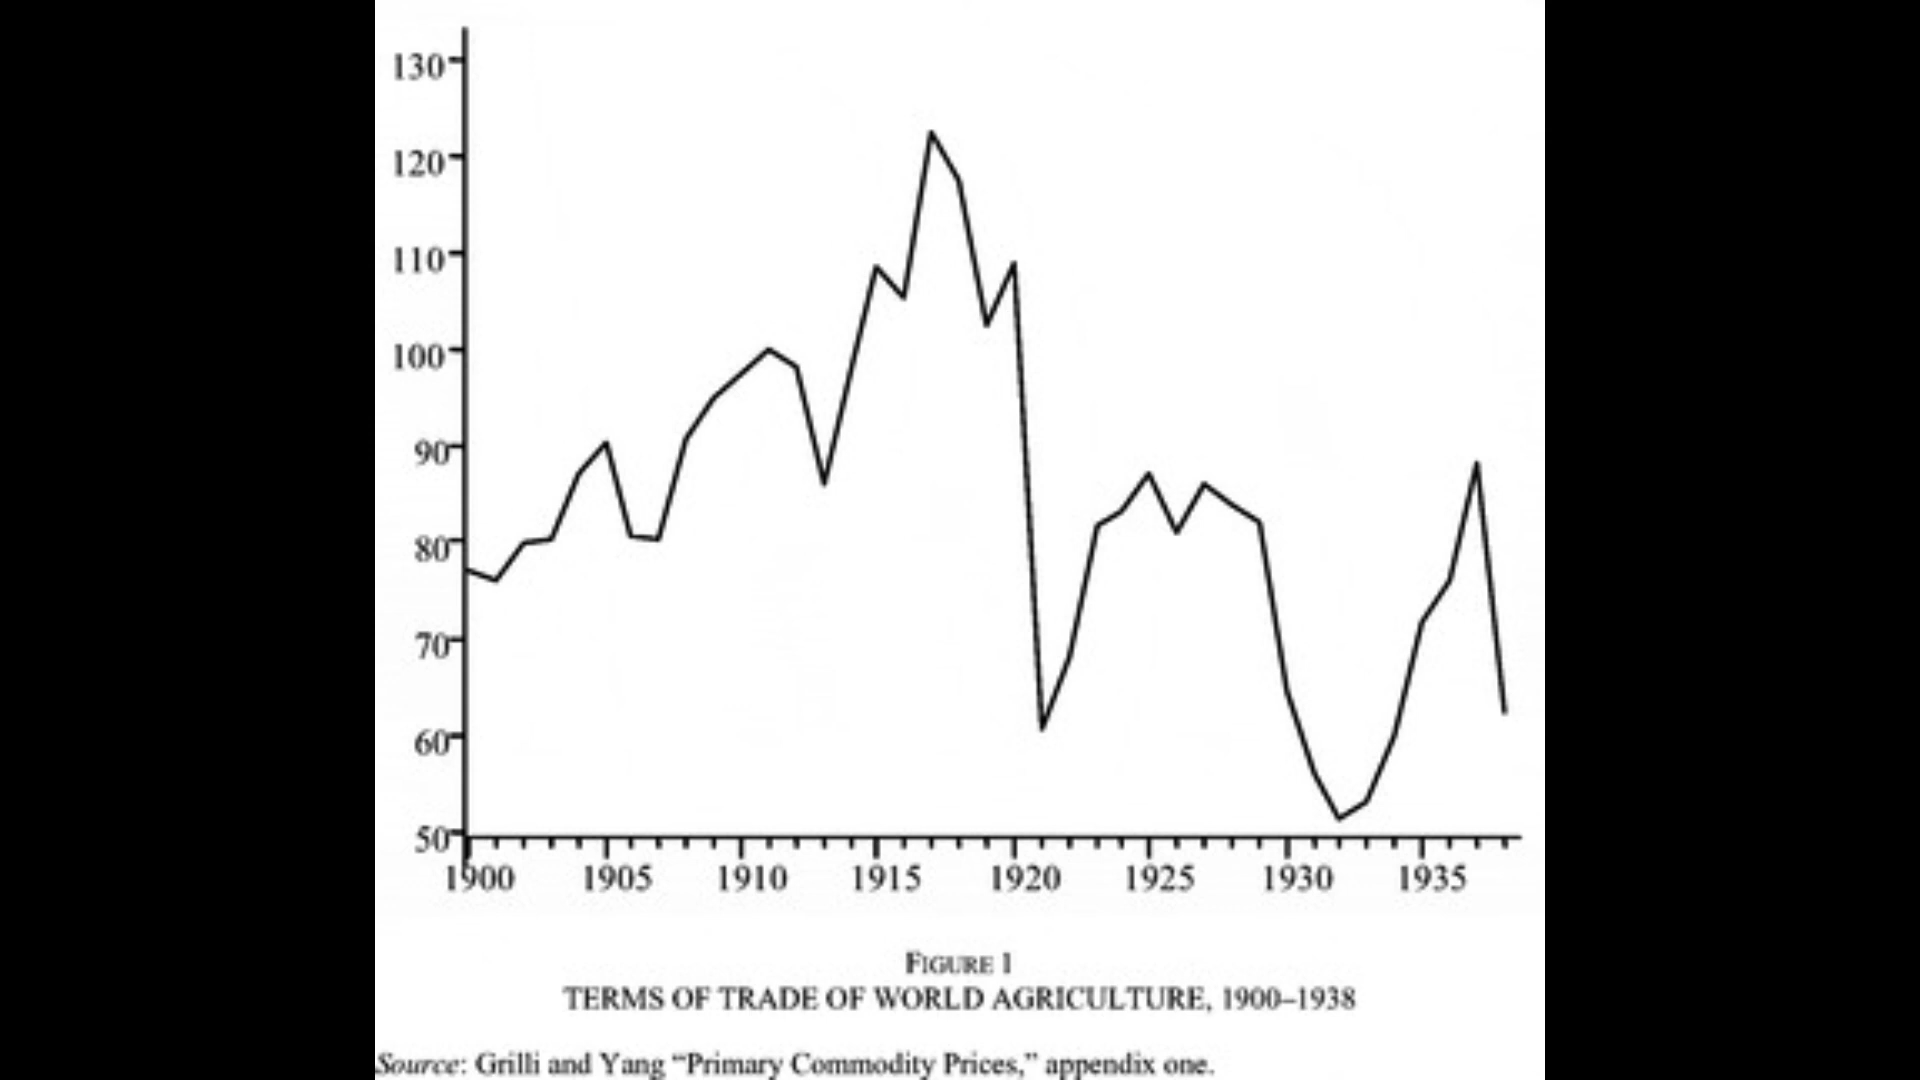 130
120
110
100
90
80
70
60
50
1900 1905 1910 1915 1920 1925 1930 1935
FIGURE 1
TERMS OF TRADE OF WORLD AGRICULTURE, 1900–1938
Source: Grilli and Yang “Primary Commodity Prices,” appendix one.